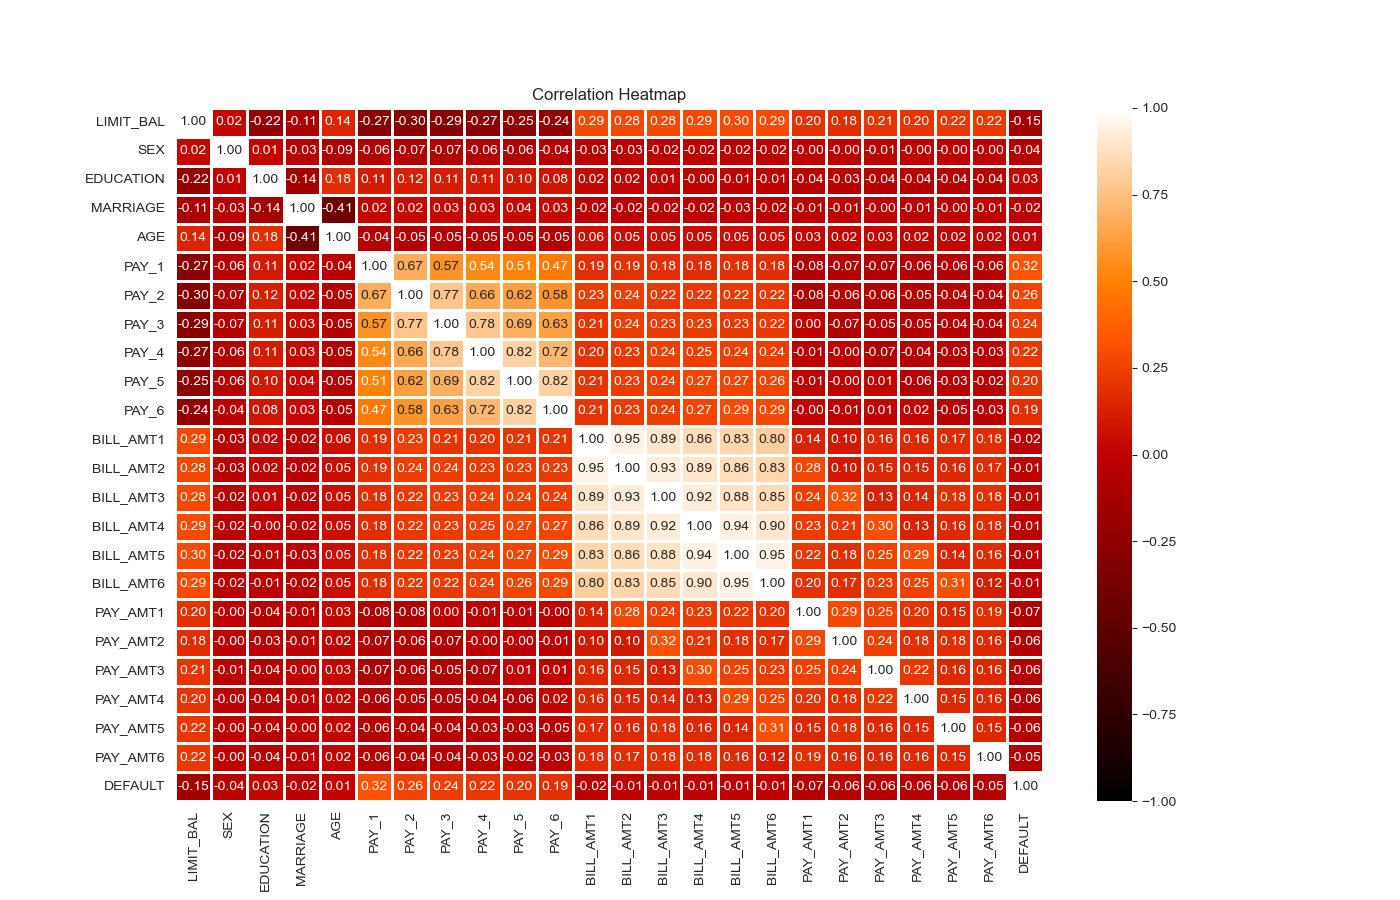 Correlation Heatmap
LIMIT_BAL 1.00 0.02 -0.22 -0.11 0.14 -0.27 -0.30 -0.29 -0.27 -0.25 -0.24 0.29 0.28 0.28 0.29 0.30 0.29 0.20 0.18 0.21 0.20 0.22 0.22 -0.15
SEX 0.02 1.00 0.01 -0.03 -0.09 -0.06 -0.07 -0.07 -0.06 -0.06 -0.04 -0.03 -0.03 -0.02 -0.02 -0.02 -0.02 -0.00 -0.00 -0.01 -0.00 -0.00 -0.00 -0.04
EDUCATION -0.22 0.01 1.00 -0.14 0.18 0.11 0.12 0.11 0.11 0.10 0.08 0.02 0.02 0.01 -0.00 -0.01 -0.01 -0.04 -0.03 -0.04 -0.04 -0.04 -0.04 0.03
MARRIAGE -0.11 -0.03 -0.14 1.00 -0.41 0.02 0.02 0.03 0.03 0.04 0.03 -0.02 -0.02 -0.02 -0.02 -0.03 -0.02 -0.01 -0.01 -0.00 -0.01 -0.00 -0.01 -0.02
AGE 0.14 -0.09 0.18 -0.41 1.00 -0.04 -0.05 -0.05 -0.05 -0.05 -0.05 0.06 0.05 0.05 0.05 0.05 0.05 0.03 0.02 0.03 0.02 0.02 0.02 0.01
PAY_1 -0.27 -0.06 0.11 0.02 -0.04 1.00 0.67 0.57 0.54 0.51 0.47 0.19 0.19 0.18 0.18 0.18 0.18 -0.08 -0.07 -0.07 -0.06 -0.06 -0.06 0.32
PAY_2 -0.30 -0.07 0.12 0.02 -0.05 0.67 1.00 0.77 0.66 0.62 0.58 0.23 0.24 0.22 0.22 0.22 0.22 -0.08 -0.06 -0.06 -0.05 -0.04 -0.04 0.26
PAY_3 -0.29 -0.07 0.11 0.03 -0.05 0.57 0.77 1.00 0.78 0.69 0.63 0.21 0.24 0.23 0.23 0.23 0.22 0.00 -0.07 -0.05 -0.05 -0.04 -0.04 0.24
PAY_4 -0.27 -0.06 0.11 0.03 -0.05 0.54 0.66 0.78 1.00 0.82 0.72 0.20 0.23 0.24 0.25 0.24 0.24 -0.01 -0.00 -0.07 -0.04 -0.03 -0.03 0.22
PAY_5 -0.25 -0.06 0.10 0.04 -0.05 0.51 0.62 0.69 0.82 1.00 0.82 0.21 0.23 0.24 0.27 0.27 0.26 -0.01 -0.00 0.01 -0.06 -0.03 -0.02 0.20
PAY_6 -0.24 -0.04 0.08 0.03 -0.05 0.47 0.58 0.63 0.72 0.82 1.00 0.21 0.23 0.24 0.27 0.29 0.29 -0.00 -0.01 0.01 0.02 -0.05 -0.03 0.19
BILL_AMT1 0.29 -0.03 0.02 -0.02 0.06 0.19 0.23 0.21 0.20 0.21 0.21 1.00 0.95 0.89 0.86 0.83 0.80 0.14 0.10 0.16 0.16 0.17 0.18 -0.02
BILL_AMT2 0.28 -0.03 0.02 -0.02 0.05 0.19 0.24 0.24 0.23 0.23 0.23 0.95 1.00 0.93 0.89 0.86 0.83 0.28 0.10 0.15 0.15 0.16 0.17 -0.01
BILL_AMT3 0.28 -0.02 0.01 -0.02 0.05 0.18 0.22 0.23 0.24 0.24 0.24 0.89 0.93 1.00 0.92 0.88 0.85 0.24 0.32 0.13 0.14 0.18 0.18 -0.01
BILL_AMT4 0.29 -0.02 -0.00 -0.02 0.05 0.18 0.22 0.23 0.25 0.27 0.27 0.86 0.89 0.92 1.00 0.94 0.90 0.23 0.21 0.30 0.13 0.16 0.18 -0.01
BILL_AMT5 0.30 -0.02 -0.01 -0.03 0.05 0.18 0.22 0.23 0.24 0.27 0.29 0.83 0.86 0.88 0.94 1.00 0.95 0.22 0.18 0.25 0.29 0.14 0.16 -0.01
BILL_AMT6 0.29 -0.02 -0.01 -0.02 0.05 0.18 0.22 0.22 0.24 0.26 0.29 0.80 0.83 0.85 0.90 0.95 1.00 0.20 0.17 0.23 0.25 0.31 0.12 -0.01
PAY_AMT1 0.20 -0.00 -0.04 -0.01 0.03 -0.08 -0.08 0.00 -0.01 -0.01 -0.00 0.14 0.28 0.24 0.23 0.22 0.20 1.00 0.29 0.25 0.20 0.15 0.19 -0.07
PAY_AMT2 0.18 -0.00 -0.03 -0.01 0.02 -0.07 -0.06 -0.07 -0.00 -0.00 -0.01 0.10 0.10 0.32 0.21 0.18 0.17 0.29 1.00 0.24 0.18 0.18 0.16 -0.06
PAY_AMT3 0.21 -0.01 -0.04 -0.00 0.03 -0.07 -0.06 -0.05 -0.07 0.01 0.01 0.16 0.15 0.13 0.30 0.25 0.23 0.25 0.24 1.00 0.22 0.16 0.16 -0.06
PAY_AMT4 0.20 -0.00 -0.04 -0.01 0.02 -0.06 -0.05 -0.05 -0.04 -0.06 0.02 0.16 0.15 0.14 0.13 0.29 0.25 0.20 0.18 0.22 1.00 0.15 0.16 -0.06
PAY_AMT5 0.22 -0.00 -0.04 -0.00 0.02 -0.06 -0.04 -0.04 -0.03 -0.03 -0.05 0.17 0.16 0.18 0.16 0.14 0.31 0.15 0.18 0.16 0.15 1.00 0.15 -0.06
PAY_AMT6 0.22 -0.00 -0.04 -0.01 0.02 -0.06 -0.04 -0.04 -0.03 -0.02 -0.03 0.18 0.17 0.18 0.18 0.16 0.12 0.19 0.16 0.16 0.16 0.15 1.00 -0.05
DEFAULT -0.15 -0.04 0.03 -0.02 0.01 0.32 0.26 0.24 0.22 0.20 0.19 -0.02 -0.01 -0.01 -0.01 -0.01 -0.01 -0.07 -0.06 -0.06 -0.06 -0.06 -0.05 1.00
LIMIT_BAL SEX EDUCATION MARRIAGE AGE PAY_1 PAY_2 PAY_3 PAY_4 PAY_5 PAY_6 BILL_AMT1 BILL_AMT2 BILL_AMT3 BILL_AMT4 BILL_AMT5 BILL_AMT6 PAY_AMT1 PAY_AMT2 PAY_AMT3 PAY_AMT4 PAY_AMT5 PAY_AMT6 DEFAULT
1.00
0.75
0.50
0.25
0.00
−0.25
−0.50
−0.75
−1.00